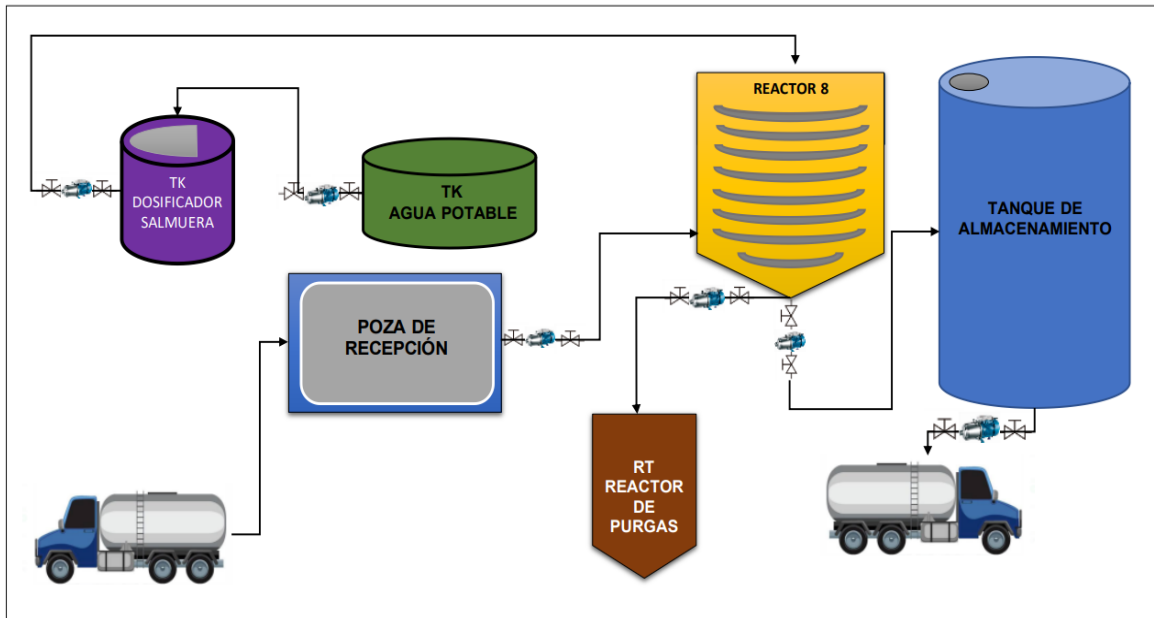 REACTOR 8
TK
DOSIFICADOR
SALMUERA
TK
AGUA POTABLE
TANQUE DE
ALMACENAMIENTO
POZA DE
RECEPCIÓN
RT
REACTOR
DE
PURGAS